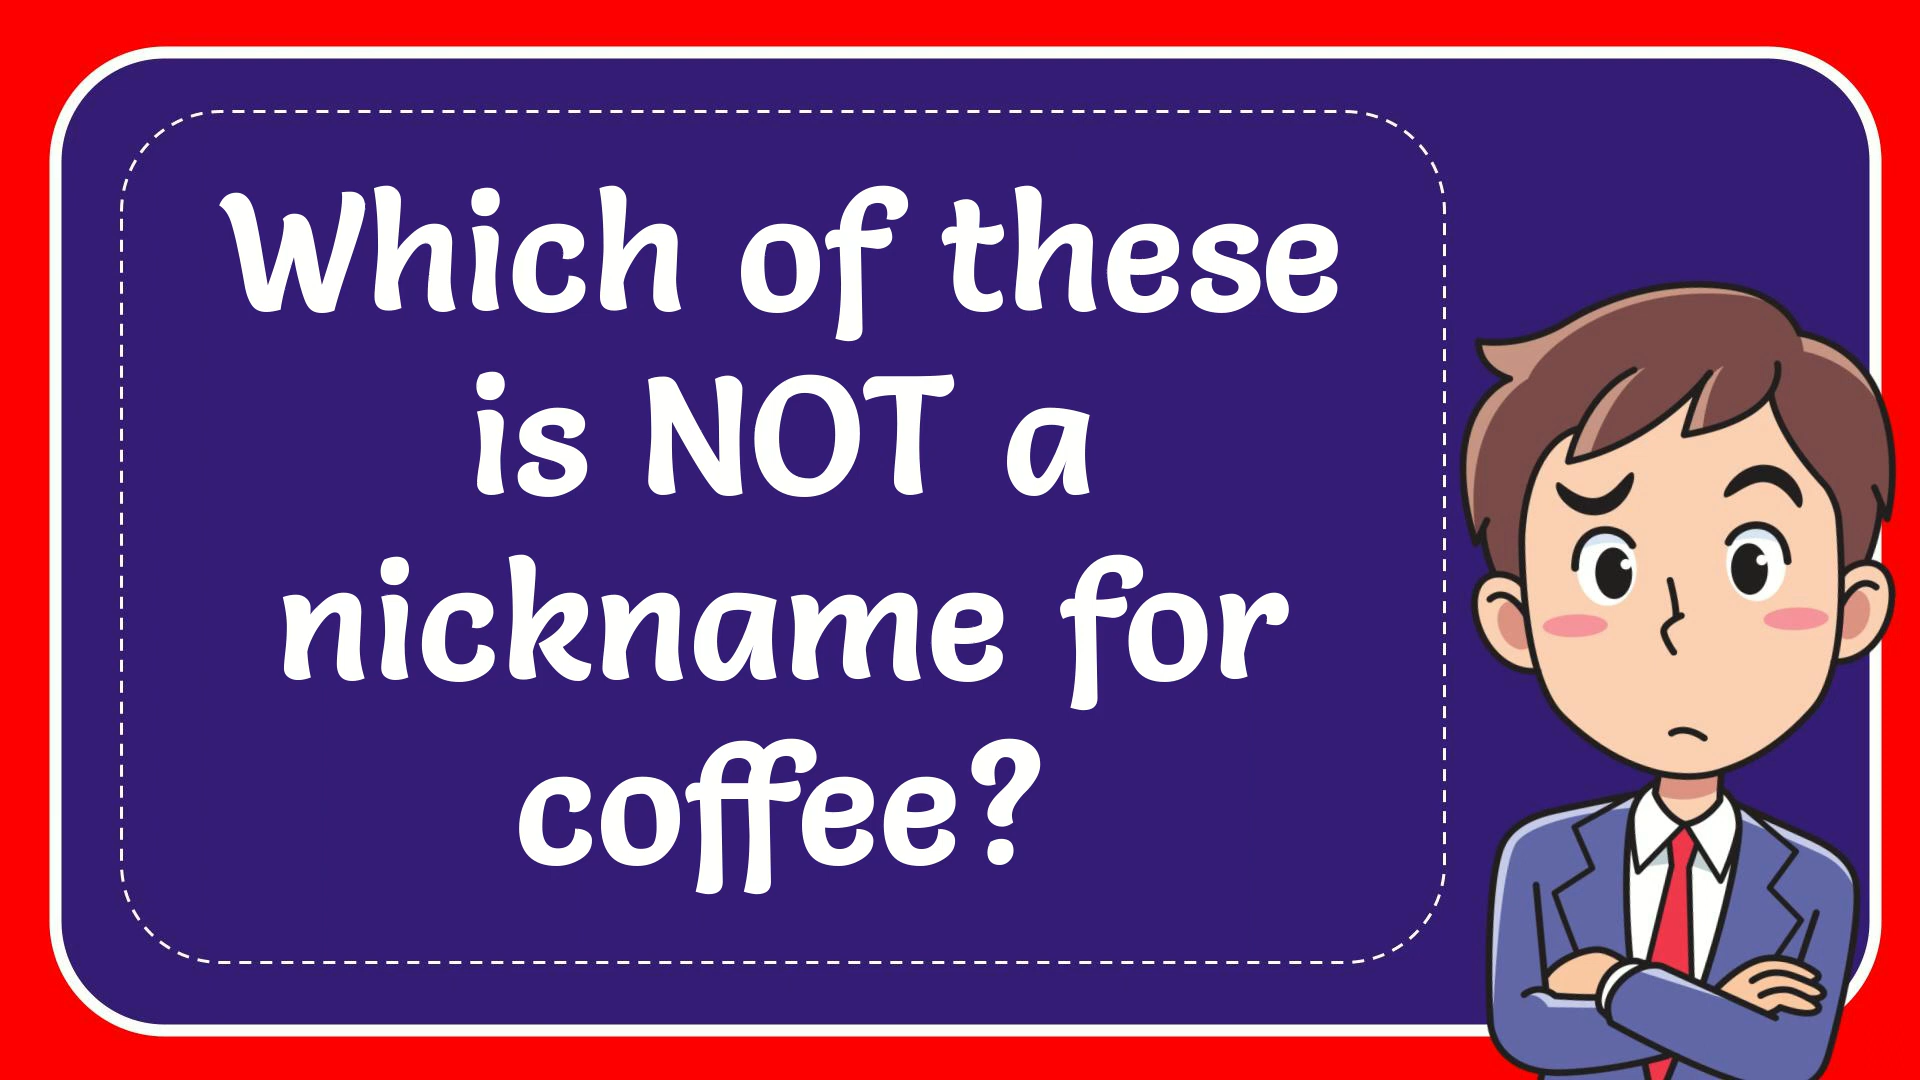 Which of these
is NOT a
nickname for
coffee?